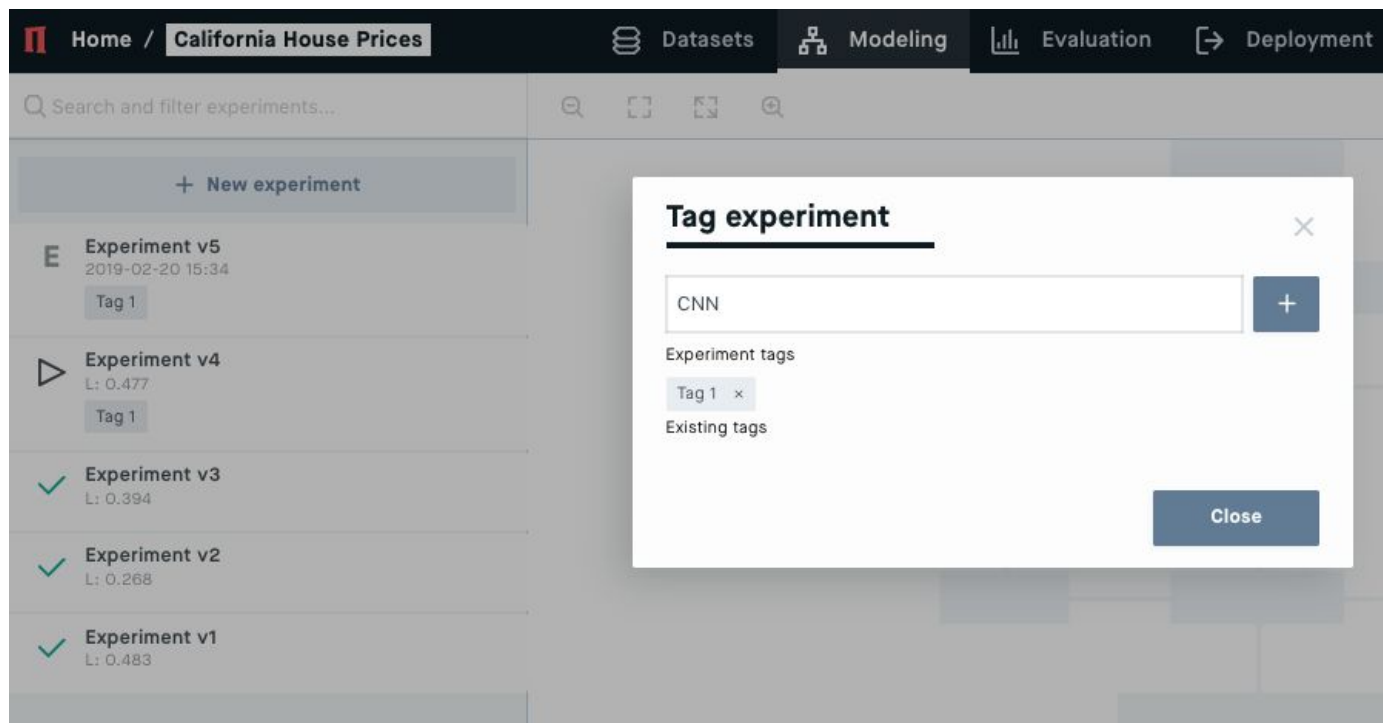 Home / California House Prices
Datasets
Modeling
Evaluation
Deployment
Search and filter experiments...
+ New experiment
E
Experiment v5
2019-02-20 15:34
Tag 1
Experiment v4
L: 0.477
Tag 1
Experiment v3
L: 0.394
Experiment v2
L: 0.268
Experiment v1
L: 0.483
Tag experiment
×
CNN
+
Experiment tags
Tag 1 ×
Existing tags
Close